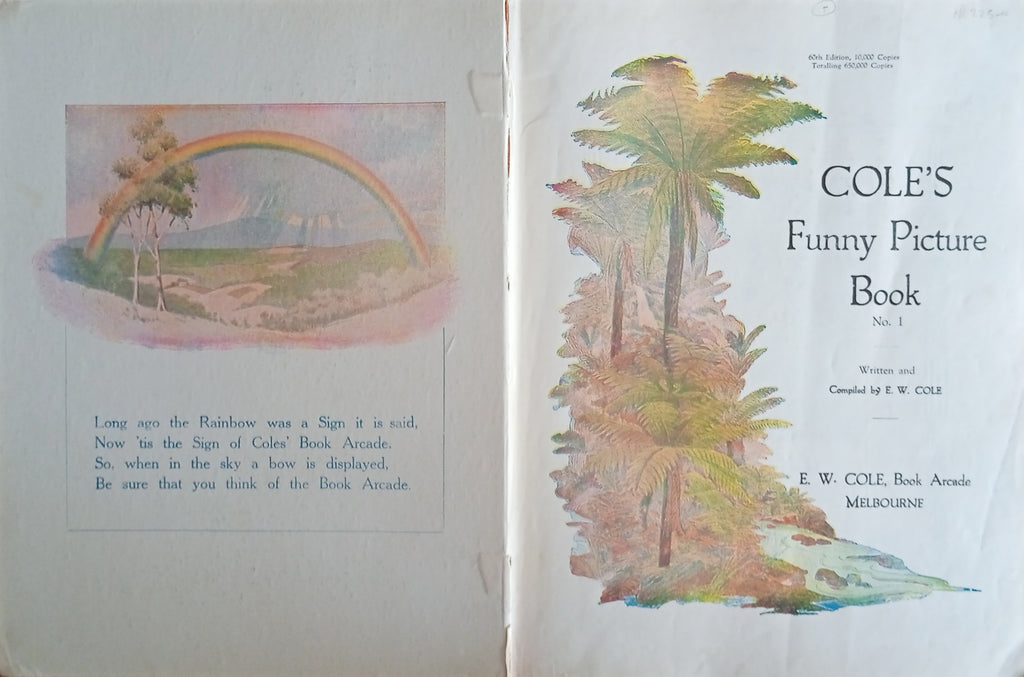 Long ago the Rainbow was a Sign it is said,
Now 'tis the Sign of Coles' Book Arcade.
So, when in the sky a bow is displayed,
Be sure that you think of the Book Arcade.
60th Edition, 10,000 Copies
Totalling 650,000 Copies
COLE'S
Funny Picture
Book
No. 1
Written and
Compiled by E. W. COLE
E. W. COLE, Book Arcade
MELBOURNE